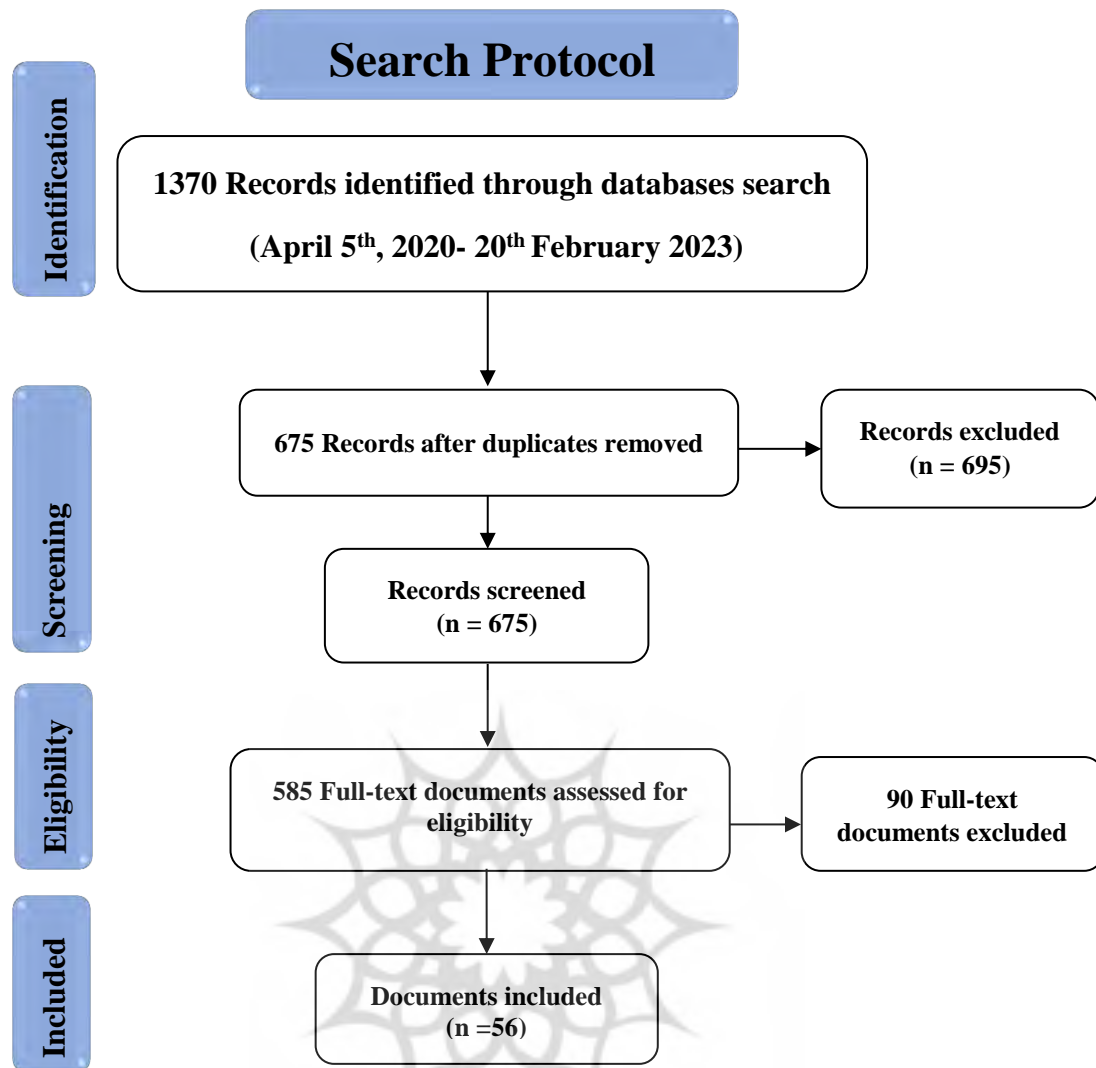 Search Protocol
Identification
1370 Records identified through databases search
(April 5th, 2020- 20th February 2023)
Screening
675 Records after duplicates removed
Records excluded
(n = 695)
Records screened
(n = 675)
Eligibility
585 Full-text documents assessed for
eligibility
90 Full-text
documents excluded
Included
Documents included
(n =56)